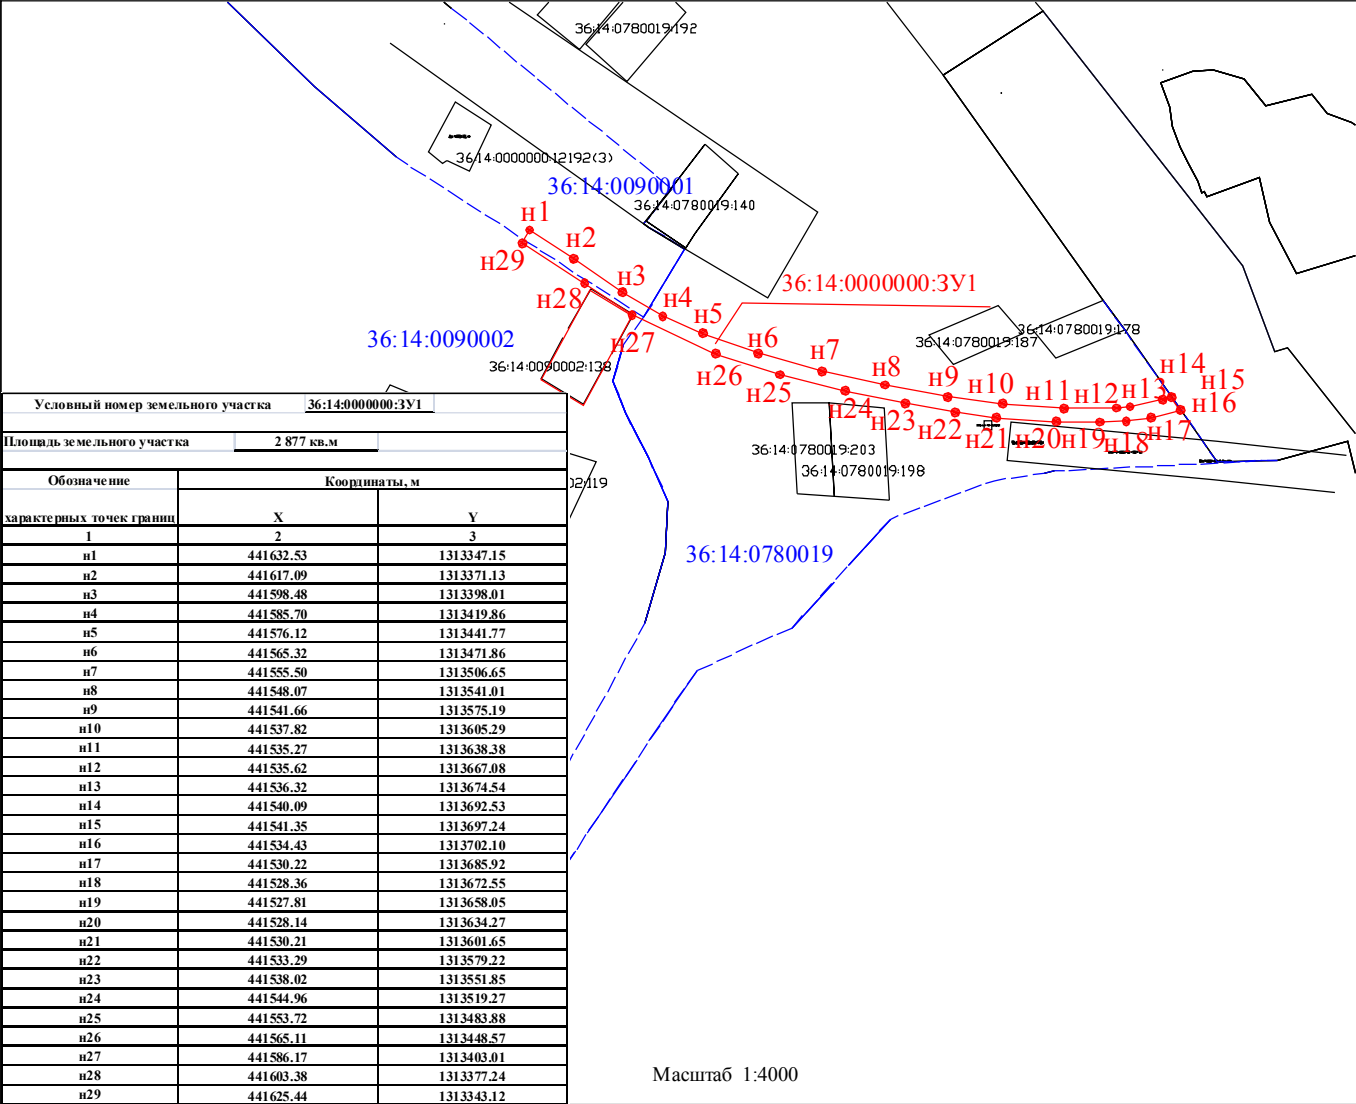 36:14:0780019:192
36:14:0000000:12192(3)
36:14:0090001
36:14:0780019:140
н1
н2
н29
н3
н28
н4
36:14:0000000:ЗУ1
н5
36:14:0090002
н27
н6
36:14:0780019:178
36:14:0780019:187
36:14:0090002:138
н26
н7
н25
н8
н14
н9
н15
н10
н11
н12
н13
н16
н24
н23
н22
н21
н20
н19
н18
н17
36:14:0780019:203
36:14:0780019:198
02:119
36:14:0780019
Условный номер земельного участка 36:14:0000000:ЗУ1
Площадь земельного участка 2 877 кв.м
Обозначение Координаты, м
характерных точек границ X Y
1 2 3
н1 441632.53 1313347.15
н2 441617.09 1313371.13
н3 441598.48 1313398.01
н4 441585.70 1313419.86
н5 441576.12 1313441.77
н6 441565.32 1313471.86
н7 441555.50 1313506.65
н8 441548.07 1313541.01
н9 441541.66 1313575.19
н10 441537.82 1313605.29
н11 441535.27 1313638.38
н12 441535.62 1313667.08
н13 441536.32 1313674.54
н14 441540.09 1313692.53
н15 441541.35 1313697.24
н16 441534.43 1313702.10
н17 441530.22 1313685.92
н18 441528.36 1313672.55
н19 441527.81 1313658.05
н20 441528.14 1313634.27
н21 441530.21 1313601.65
н22 441533.29 1313579.22
н23 441538.02 1313551.85
н24 441544.96 1313519.27
н25 441553.72 1313483.88
н26 441565.11 1313448.57
н27 441586.17 1313403.01
н28 441603.38 1313377.24
н29 441625.44 1313343.12
Масштаб 1:4000